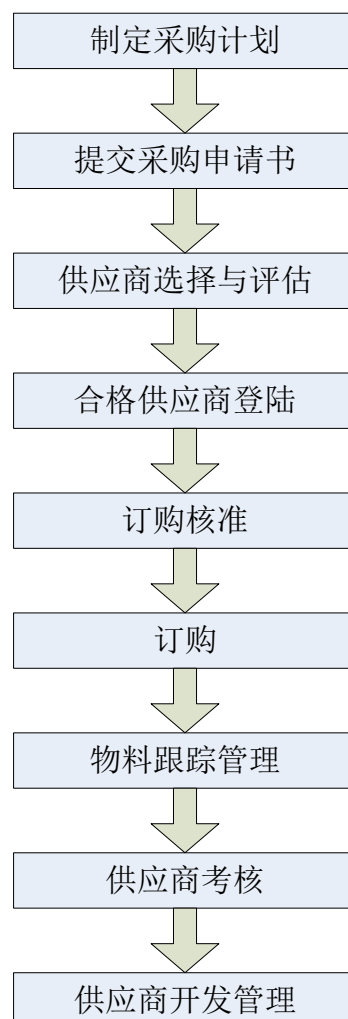 制定采购计划
提交采购申请书
供应商选择与评估
合格供应商登陆
订购核准
订购
物料跟踪管理
供应商考核
供应商开发管理